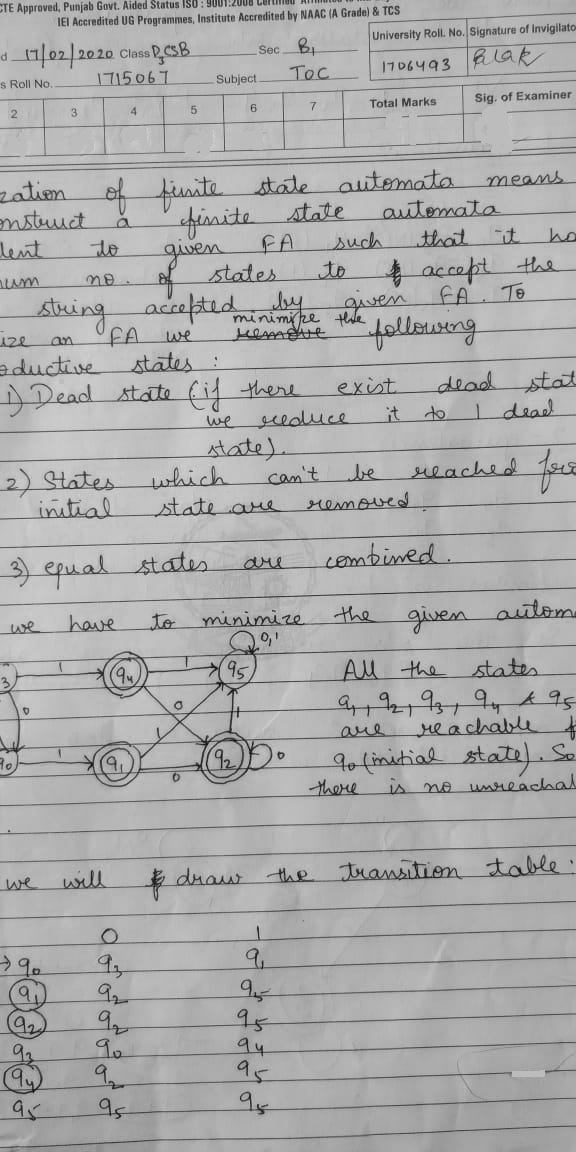 CTE Approved, Punjab Govt. Aided Status ISO : 9001:2008 Certified
IEI Accredited UG Programmes, Institute Accredited by NAAC (A Grade) & TCS
d 17/02/2020 Class D3CSB Sec B1
University Roll. No. Signature of Invigilato
s Roll No. 1715067 Subject TOC
1706493
2 3 4 5 6 7 Total Marks Sig. of Examiner
zation of finite state automata means
onstruct a finite state automata
lent to given FA such that it ha
num no. of states to accept the
string accepted by given FA. To
ize an FA we remove minimize the following
oductive states :
1) Dead state (if there exist dead stat
we reduce it to 1 dead
state).
2) States which can't be reached fro
initial state are removed.
3) equal states are combined.
we have to minimize the given autom
0,1
3 1 q4 1 q5
All the states
0 0 1
q1, q2, q3, q4 & q5
are reachable f
q0 1 q1 0 q2 0
1
q0 (initial state). So
there is no unreachal
we will draw the transition table :
0 1
→ q0 q3 q1
q1 q2 q5
q2 q2 q5
q3 q0 q4
q4 q2 q5
q5 q5 q5